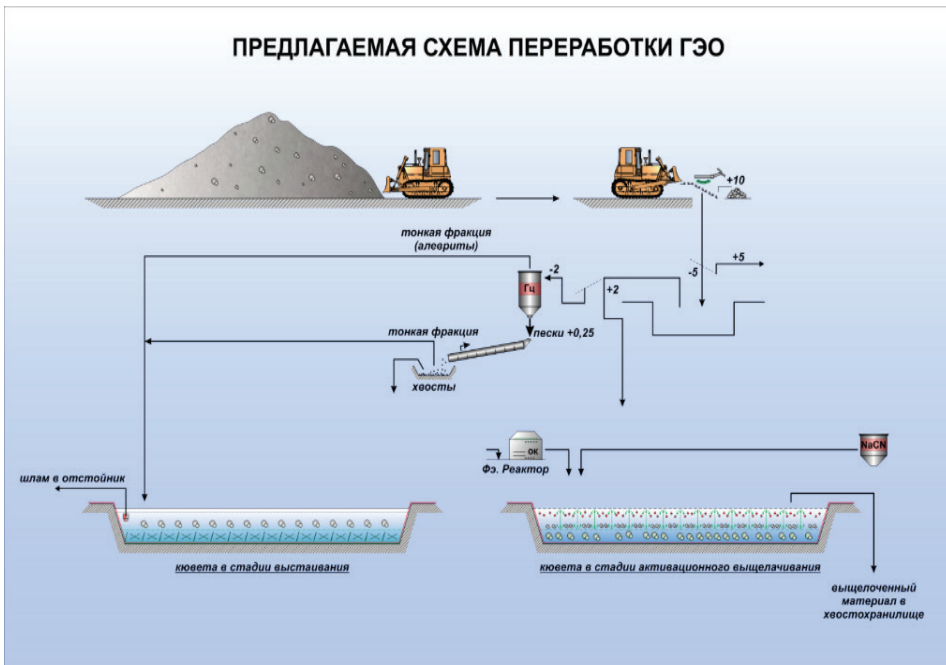 ПРЕДЛАГАЕМАЯ СХЕМА ПЕРЕРАБОТКИ ГЭО
+10
тонкая фракция
(алевриты)
-2
+2
-5
+5
Гц
тонкая фракция
пески +0,25
хвосты
ОК
Фэ. Реактор
NaCN
шлам в отстойник
кювета в стадии выстаивания
кювета в стадии активационного выщелачивания
выщелоченный
материал в
хвостохранилище